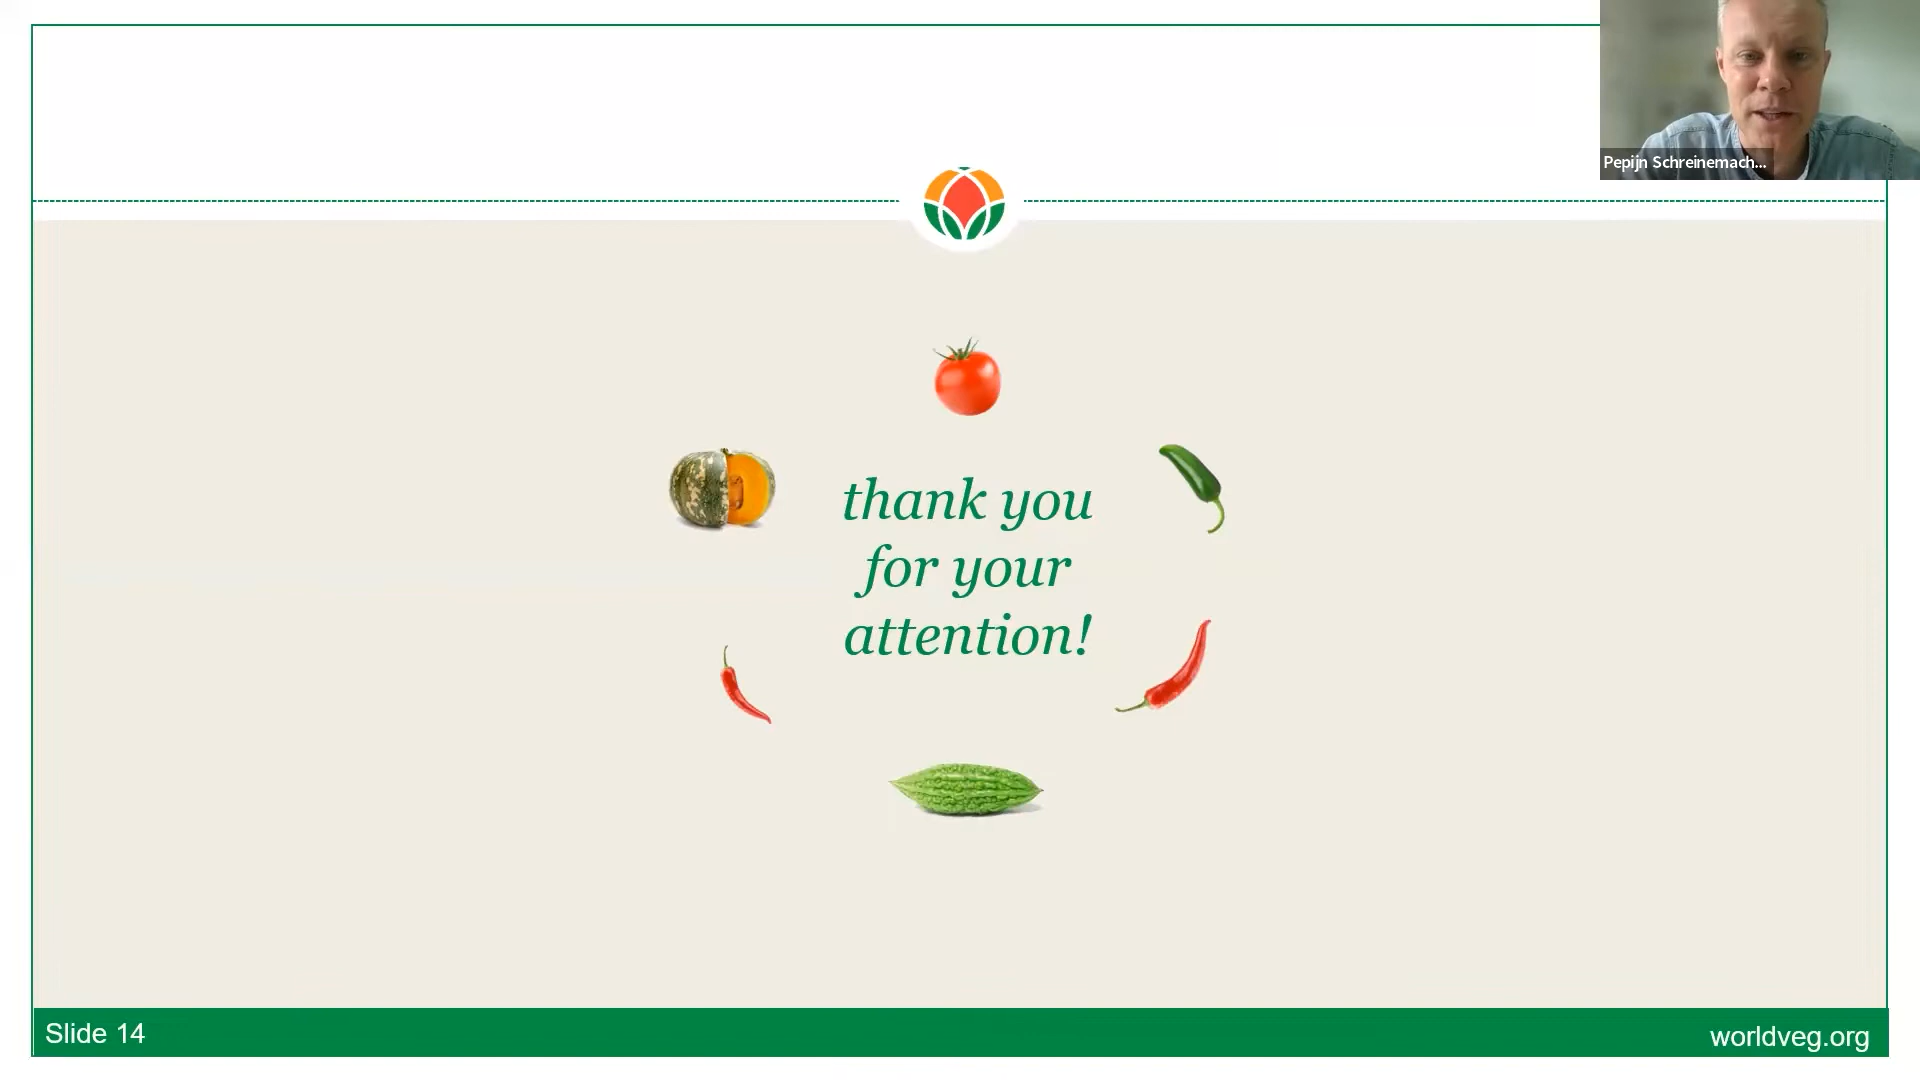 Pepijn Schreinemach...
thank you
for your
attention!
Slide 14
worldveg.org